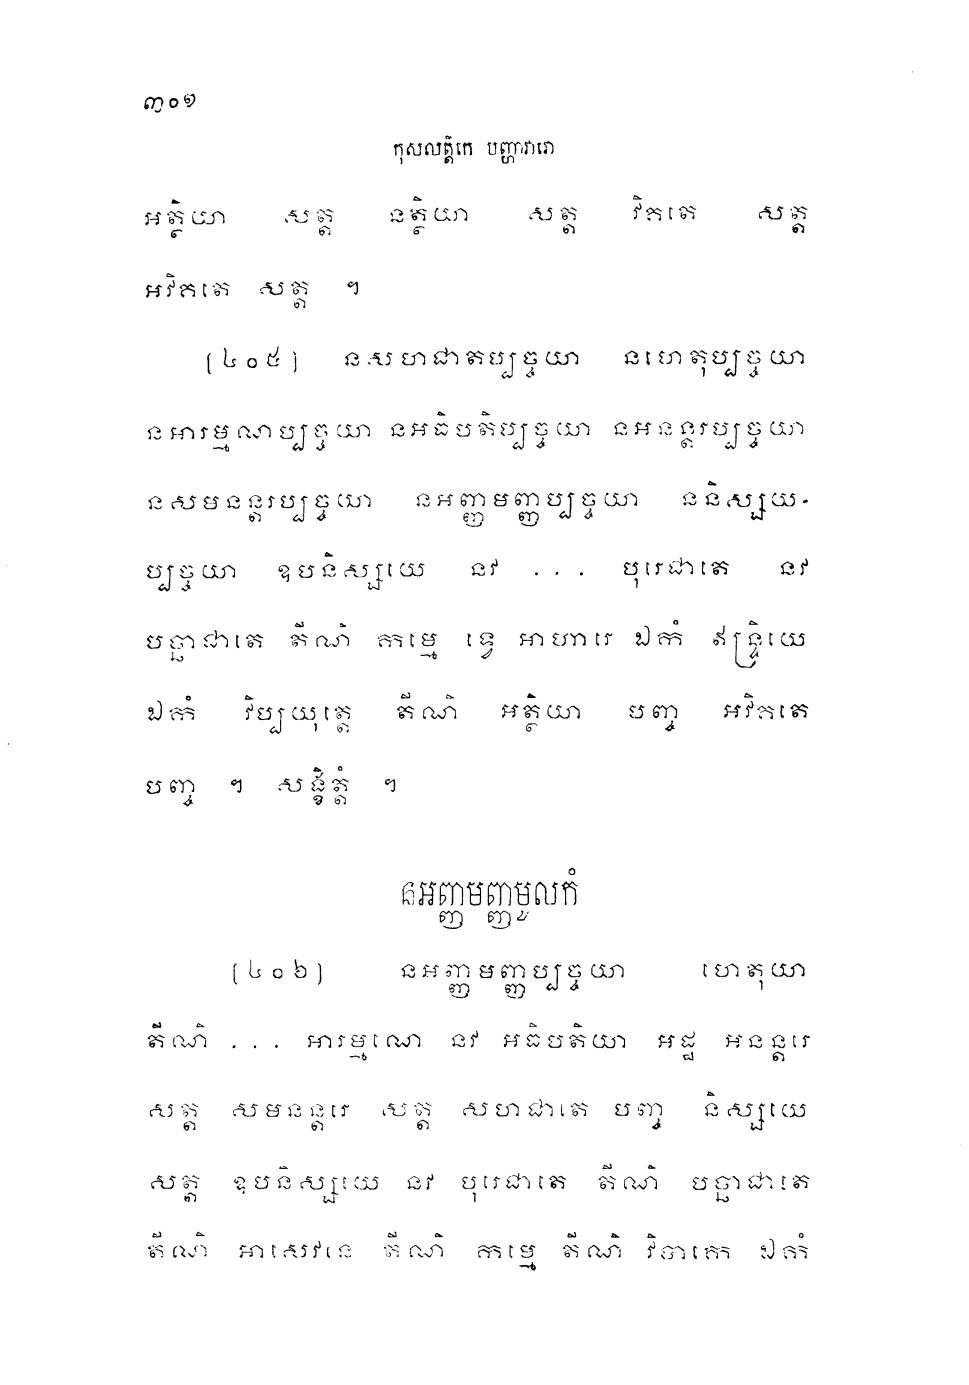 ៣០១
កុសលត្តិកេ បញ្ហាវារោ
អត្ថិយា សត្ត នត្ថិយា សត្ត វិគតេ សត្ត
អវិគតេ សត្ត ។
(៤០៥) នសហជាតប្បច្ចយា នហេតុប្បច្ចយា
នអារម្មណប្បច្ចយា នអធិបតិប្បច្ចយា នអនន្តរប្បច្ចយា
នសមនន្តរប្បច្ចយា នអញ្ញមញ្ញប្បច្ចយា ននិស្សយ-
ប្បច្ចយា ឧបនិស្សយេ នវ ... បុរេជាតេ នវ
បច្ឆាជាតេ តីណិ កម្មេ ទ្វេ អាហារេ ឯកំ ឥន្ទ្រិយេ
ឯកំ វិប្បយុត្តេ តីណិ អត្ថិយា បញ្ច អវិគតេ
បញ្ច ។ សង្ខិត្តំ ។
នអញ្ញមញ្ញមូលកំ
(៤០៦) នអញ្ញមញ្ញប្បច្ចយា ហេតុយា
តីណិ ... អារម្មណេ នវ អធិបតិយា អដ្ឋ អនន្តរេ
សត្ត សមនន្តរេ សត្ត សហជាតេ បញ្ច និស្សយេ
សត្ត ឧបនិស្សយេ នវ បុរេជាតេ តីណិ បច្ឆាជាតេ
តីណិ អាសេវនេ តីណិ កម្មេ តីណិ វិបាកេ ឯកំ